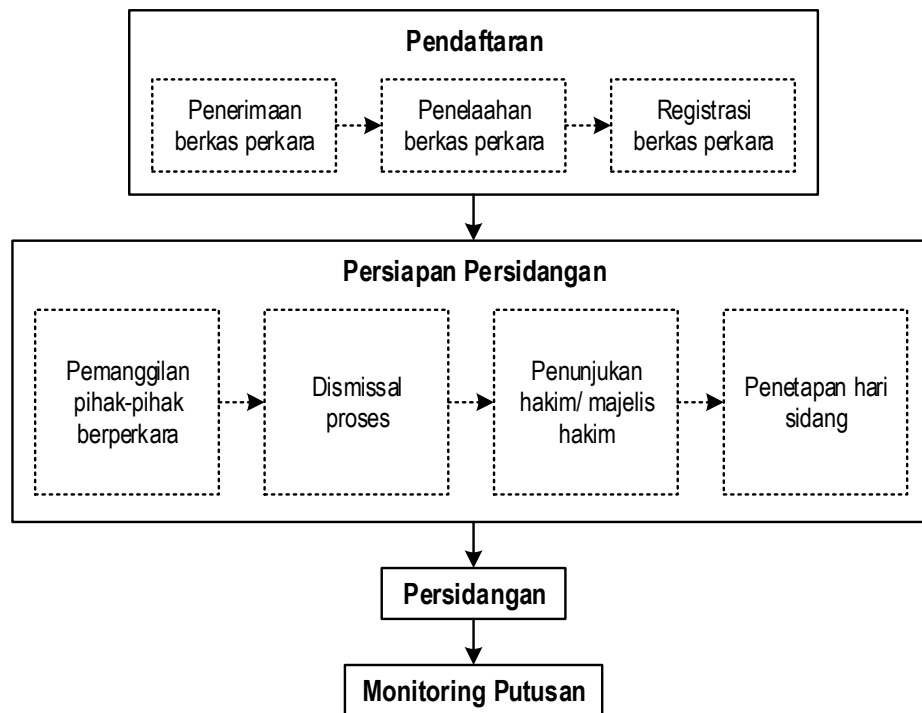 Pendaftaran
Penerimaan
berkas perkara
Penelaahan
berkas perkara
Registrasi
berkas perkara
Persiapan Persidangan
Pemanggilan
pihak-pihak
berperkara
Dismissal
proses
Penunjukan
hakim/ majelis
hakim
Penetapan hari
sidang
Persidangan
Monitoring Putusan